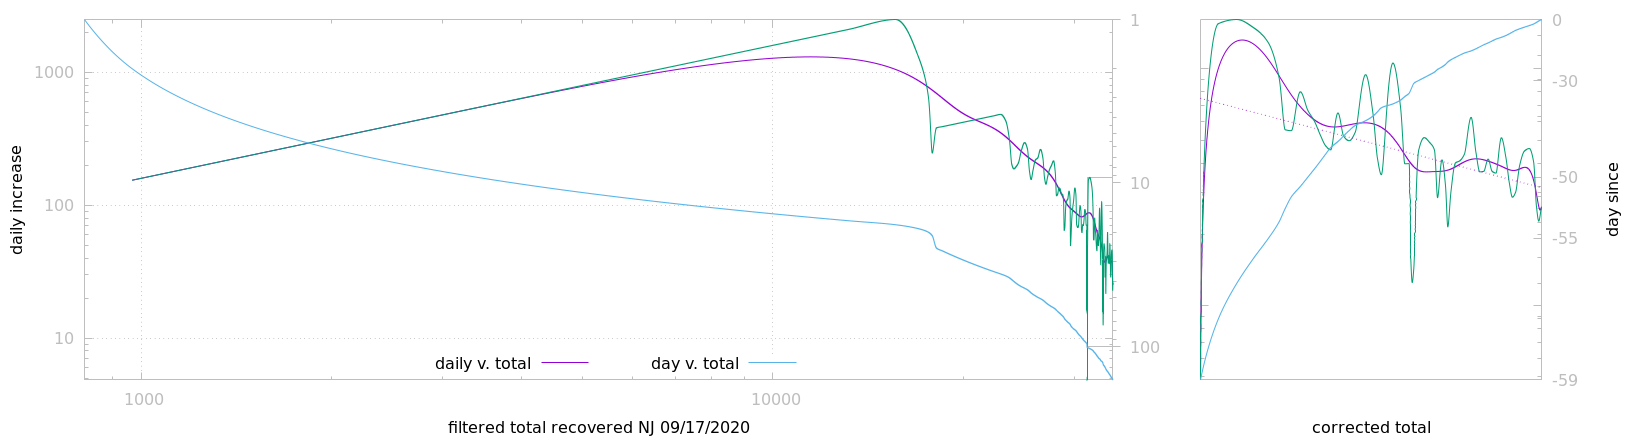 daily increase
1000
100
10
1000
10000
1
10
100
daily v. total
day v. total
filtered total recovered NJ 09/17/2020
0
-30
-50
-55
-59
day since
corrected total